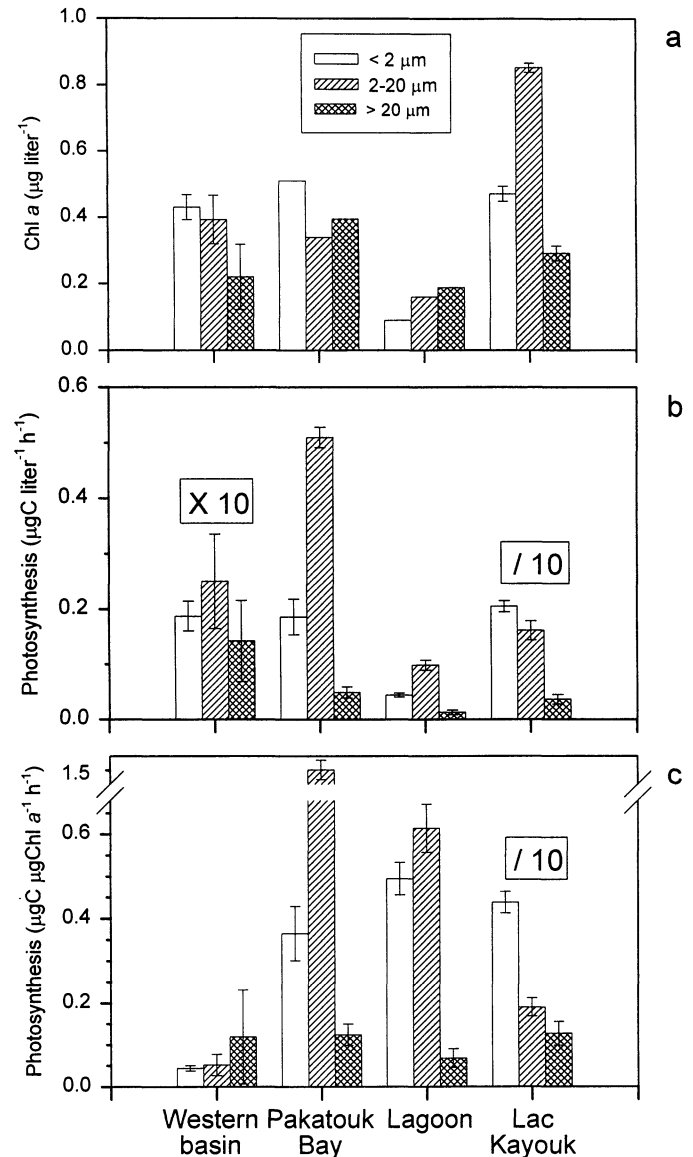 a
1.0
0.8
0.6
0.4
0.2
0.0
Chl a (μg liter⁻¹)
< 2 μm
2-20 μm
> 20 μm
b
0.6
0.4
0.2
0.0
Photosynthesis (μgC liter⁻¹ h⁻¹)
X 10
/ 10
c
1.5
0.6
0.4
0.2
0.0
Photosynthesis (μgC μgChl a⁻¹ h⁻¹)
/ 10
Western basin
Pakatouk Bay
Lagoon
Lac Kayouk